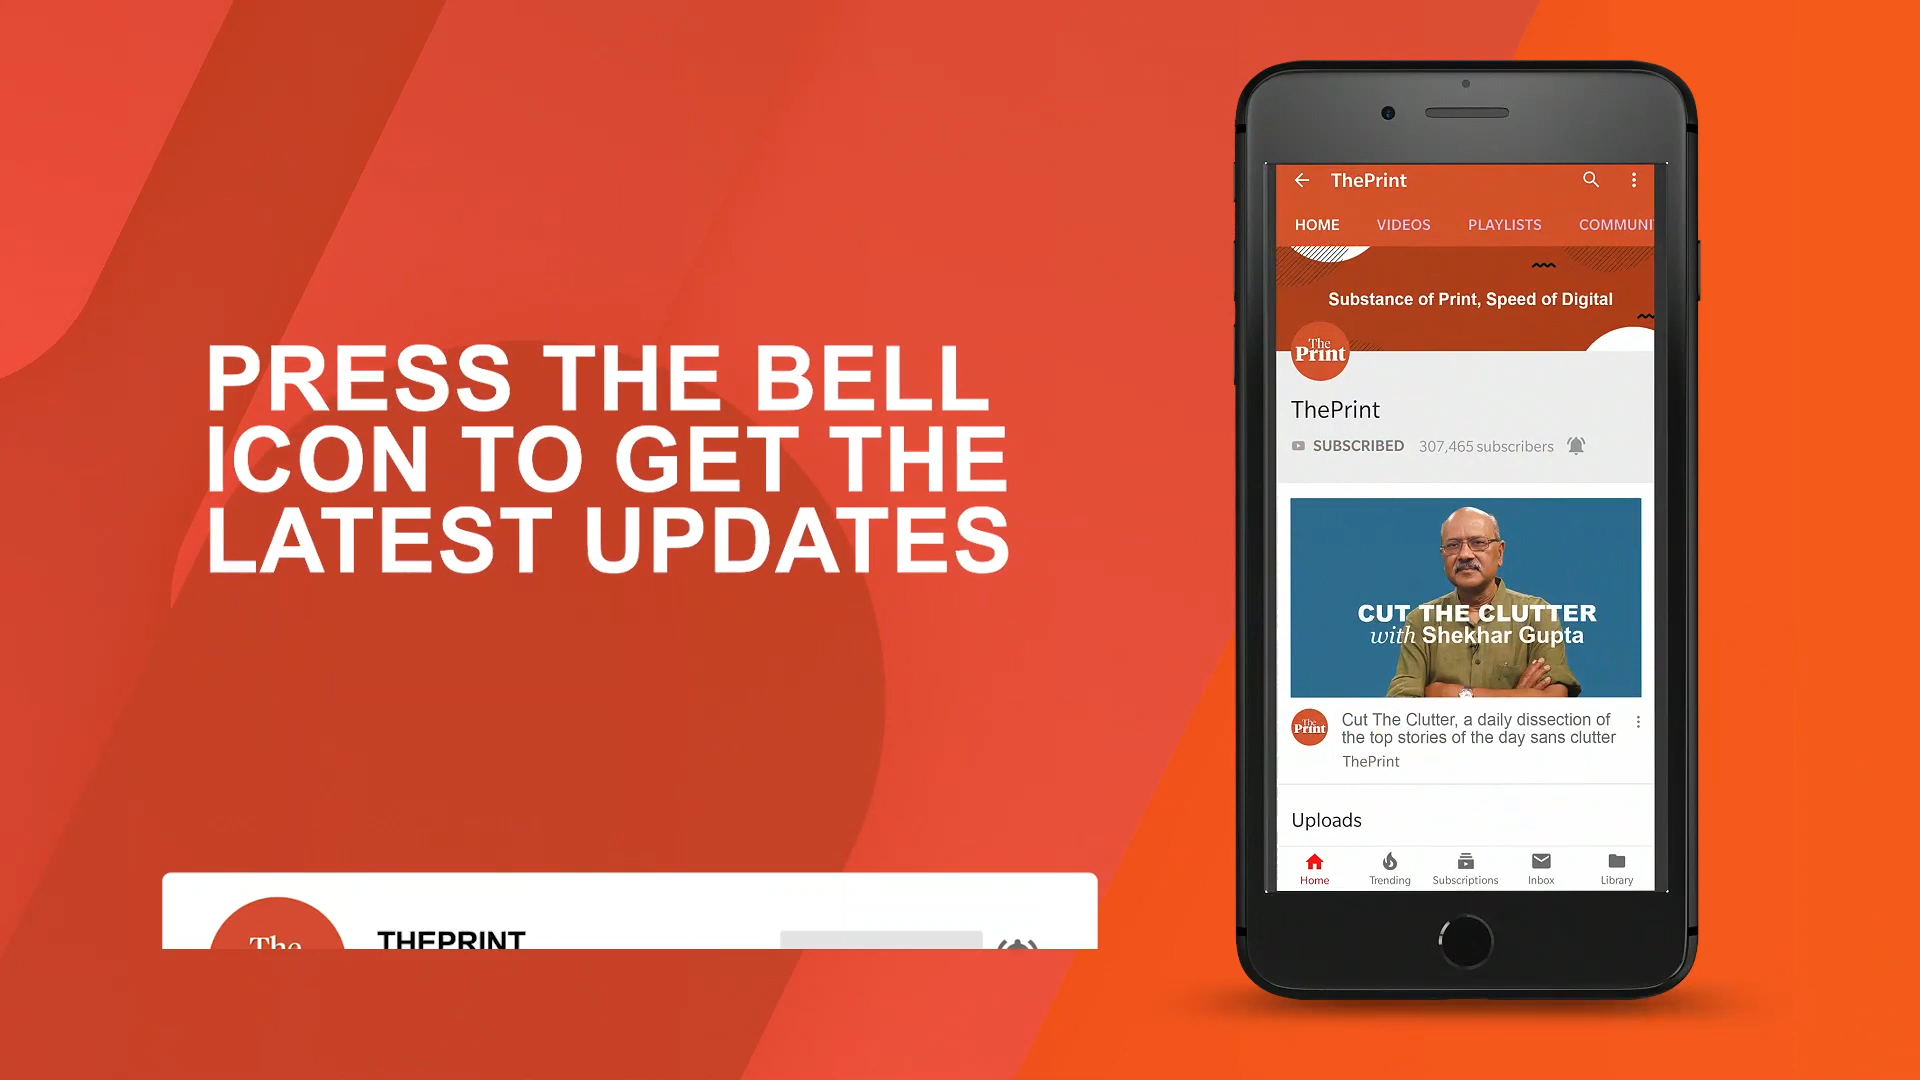 PRESS THE BELL
ICON TO GET THE
LATEST UPDATES
The
THEPRINT
ThePrint
HOME VIDEOS PLAYLISTS COMMUNI
Substance of Print, Speed of Digital
The
Print
ThePrint
SUBSCRIBED 307,465 subscribers
CUT THE CLUTTER
with Shekhar Gupta
The
Print
Cut The Clutter, a daily dissection of
the top stories of the day sans clutter
ThePrint
Uploads
Home Trending Subscriptions Inbox Library